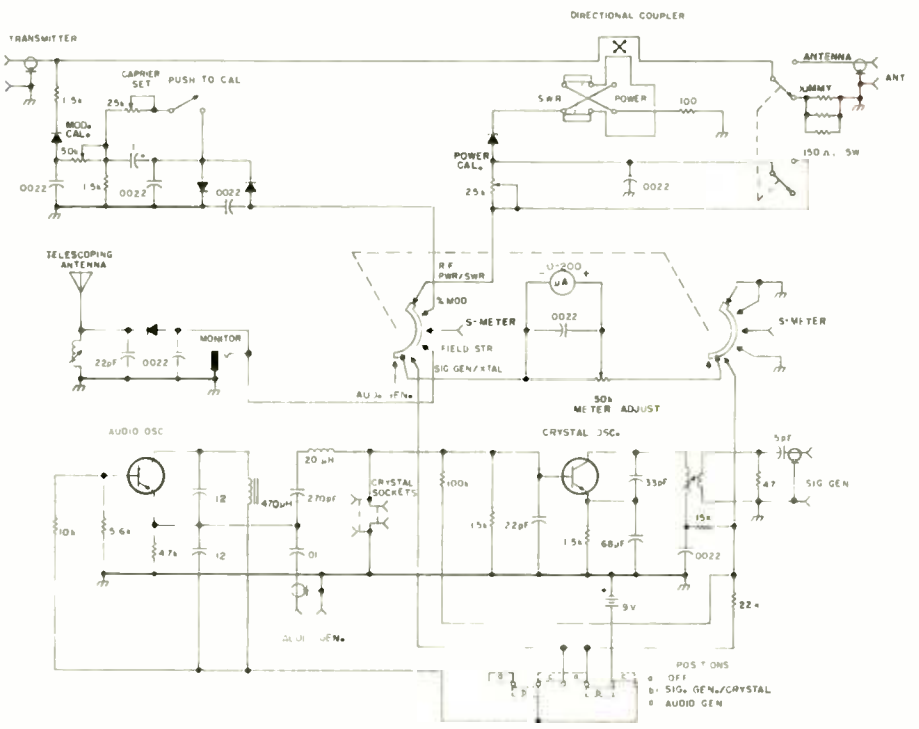 DIRECTIONAL COUPLER
TRANSMITTER
ANTENNA
ANT
CARRIER
SET
PUSH TO CAL
25k
1.5k
SWR
POWER
100
DUMMY
MOD.
CAL.
50k
POWER
CAL.
150 Ω, 5W
.0022
1.5k
.0022
.0022
25k
.0022
TELESCOPING
ANTENNA
RF
PWR/SWR
0-200
μA
% MOD
S-METER
S-METER
.0022
MONITOR
FIELD STR
22pF
.0022
SIG GEN/XTAL
50k
METER ADJUST
AUDIO OSC
CRYSTAL OSC.
20 μH
5pF
CRYSTAL
SOCKETS
.12
470μH
270pF
100k
33pF
47
SIG GEN
10k
5.6k
1.5k
22pF
15k
4.7k
.12
.01
1.5k
68pF
.0022
9V
2.2k
POSITIONS
a OFF
b SIG. GEN./CRYSTAL
AUDIO GEN